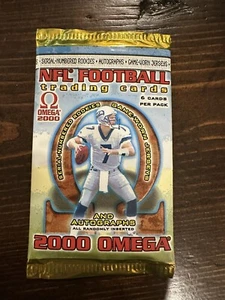 SERIAL-NUMBERED ROOKIES • AUTOGRAPHS • GAME-WORN JERSEYS
NFL FOOTBALL
trading cards
Ω
OMEGA
2000
6 CARDS
PER PACK
SERIAL-NUMBERED ROOKIES
GAME-WORN JERSEYS
7
AND
AUTOGRAPHS
ALL RANDOMLY INSERTED
2000 OMEGA